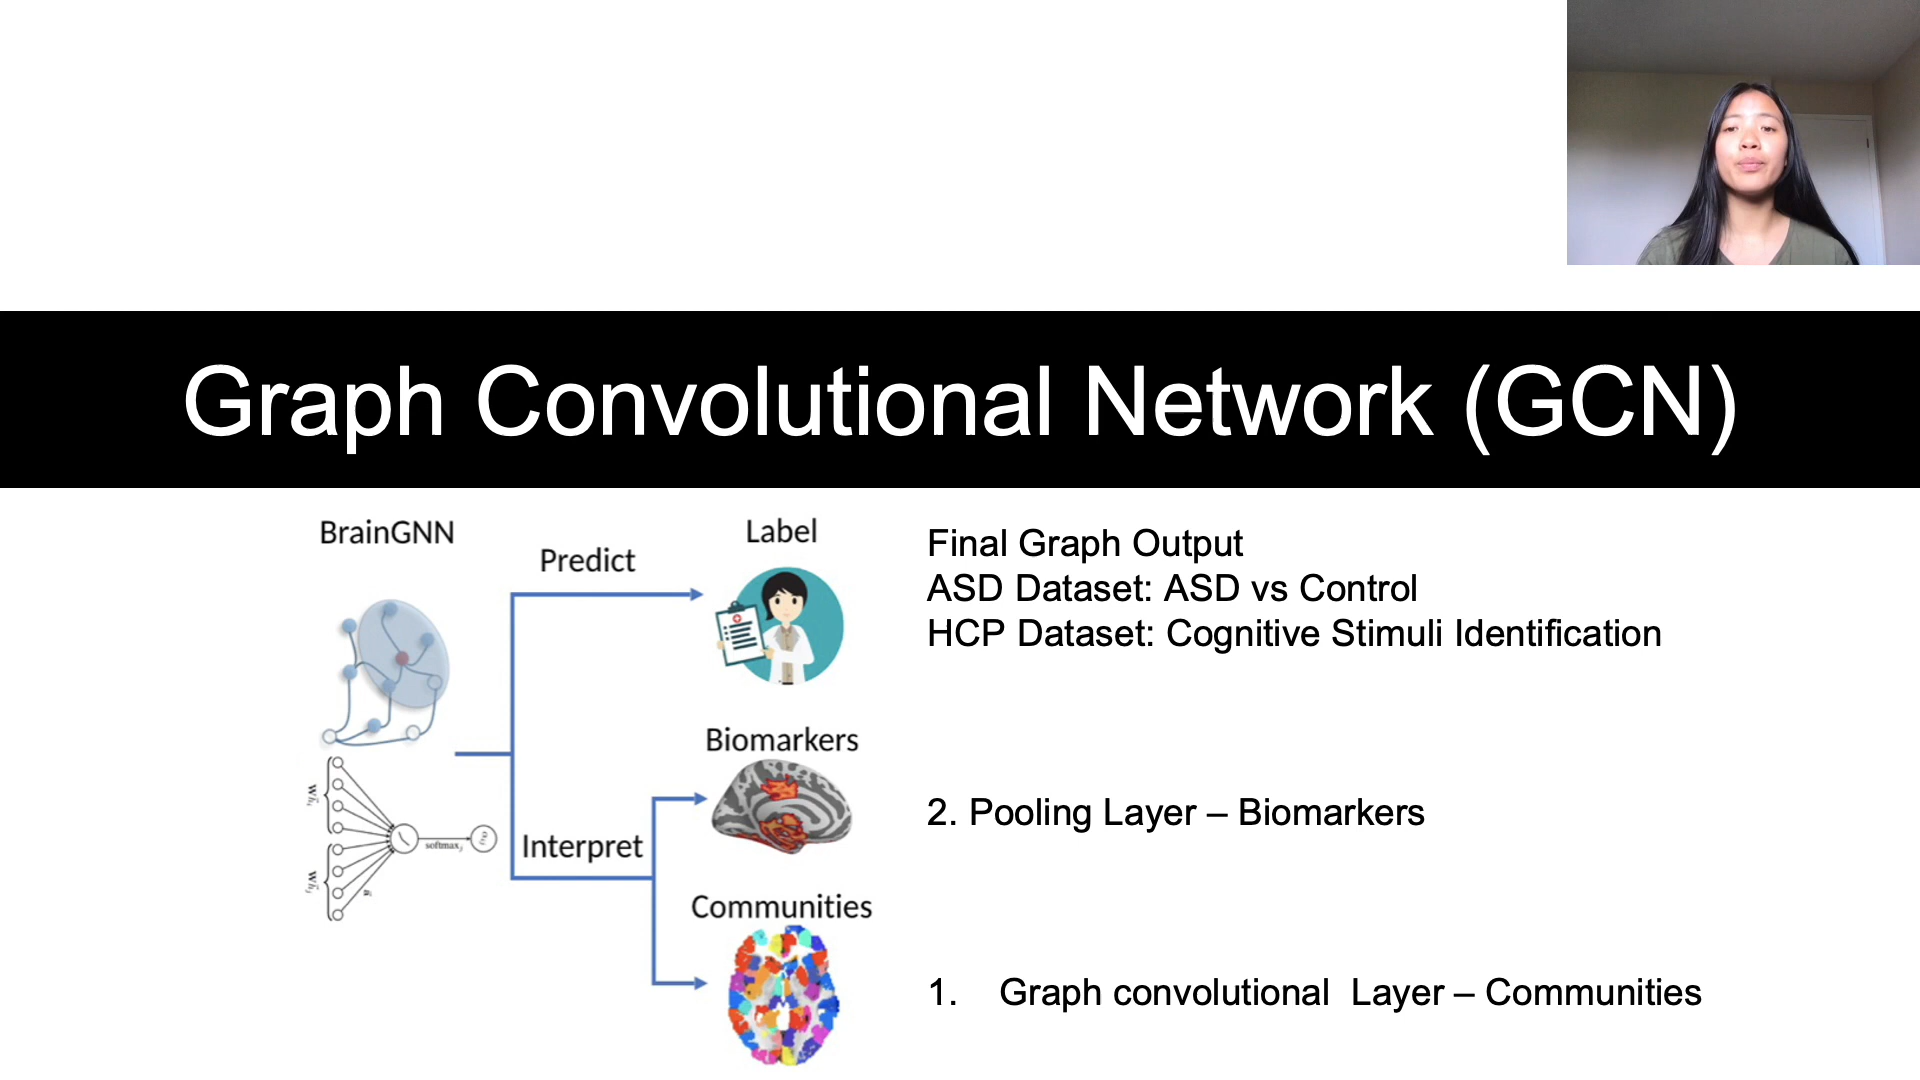 Graph Convolutional Network (GCN)
BrainGNN
Predict
Label
Final Graph Output
ASD Dataset: ASD vs Control
HCP Dataset: Cognitive Stimuli Identification
Biomarkers
2. Pooling Layer – Biomarkers
softmax
Interpret
Communities
1. Graph convolutional Layer – Communities